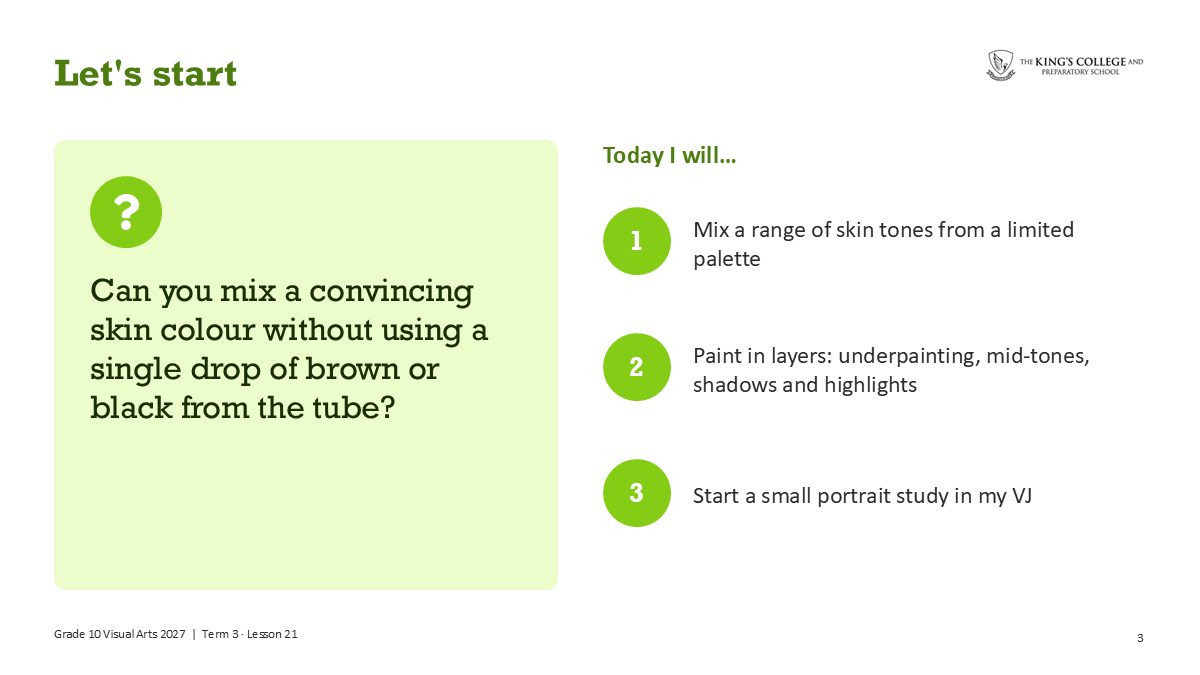 Let's start
THE KING'S COLLEGE AND
PREPARATORY SCHOOL
?
Can you mix a convincing
skin colour without using a
single drop of brown or
black from the tube?
Today I will...
1
Mix a range of skin tones from a limited
palette
2
Paint in layers: underpainting, mid-tones,
shadows and highlights
3
Start a small portrait study in my VJ
Grade 10 Visual Arts 2027 | Term 3 · Lesson 21
3